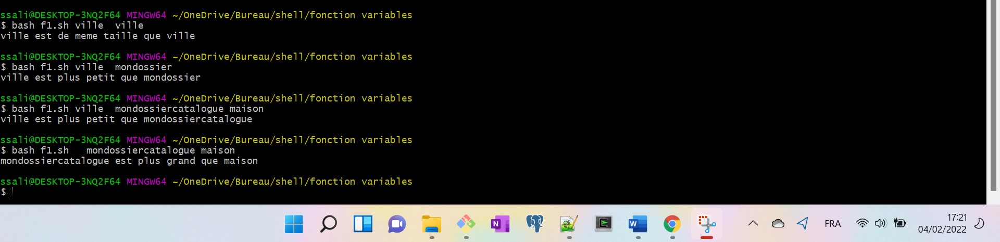 ssali@DESKTOP-3NQ2F64 MINGW64 ~/OneDrive/Bureau/shell/fonction variables
$ bash f1.sh ville  ville
ville est de meme taille que ville
ssali@DESKTOP-3NQ2F64 MINGW64 ~/OneDrive/Bureau/shell/fonction variables
$ bash f1.sh ville  mondossier
ville est plus petit que mondossier
ssali@DESKTOP-3NQ2F64 MINGW64 ~/OneDrive/Bureau/shell/fonction variables
$ bash f1.sh ville  mondossiercatalogue maison
ville est plus petit que mondossiercatalogue
ssali@DESKTOP-3NQ2F64 MINGW64 ~/OneDrive/Bureau/shell/fonction variables
$ bash f1.sh   mondossiercatalogue maison
mondossiercatalogue est plus grand que maison
ssali@DESKTOP-3NQ2F64 MINGW64 ~/OneDrive/Bureau/shell/fonction variables
$
N
W
FRA
17:21
04/02/2022